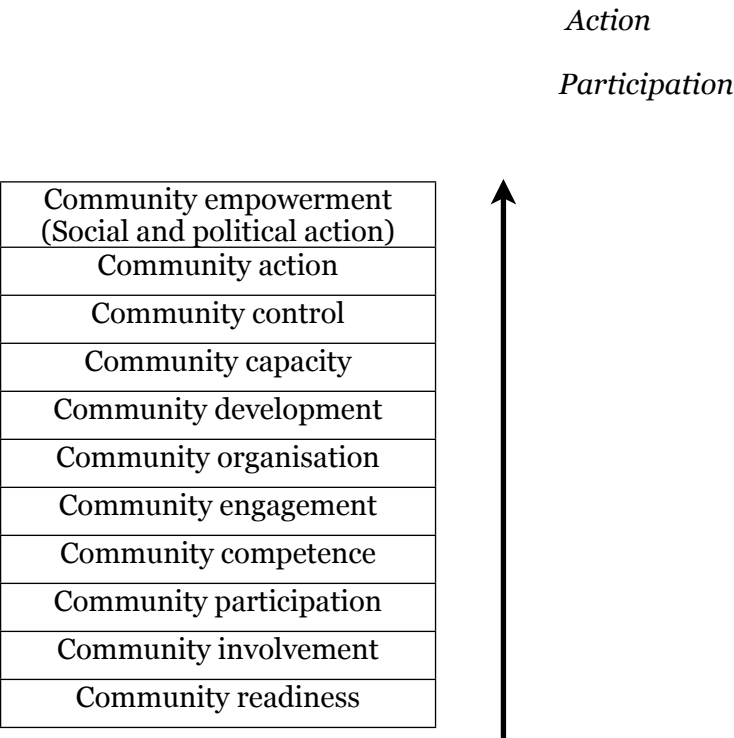 Action
Participation
Community empowerment
(Social and political action)
Community action
Community control
Community capacity
Community development
Community organisation
Community engagement
Community competence
Community participation
Community involvement
Community readiness